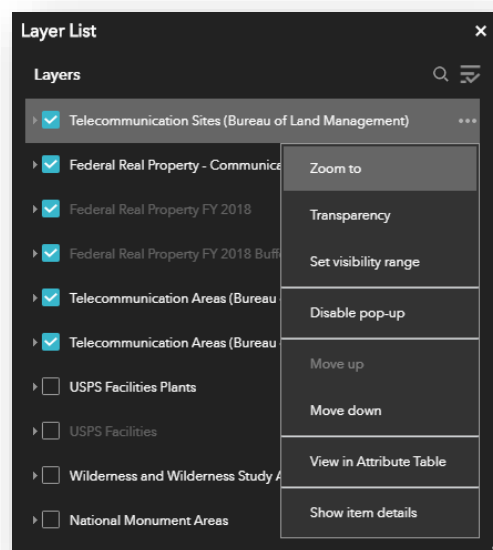 Layer List
Layers
Telecommunication Sites (Bureau of Land Management)
Federal Real Property - Communica
Federal Real Property FY 2018
Federal Real Property FY 2018 Buff
Telecommunication Areas (Bureau
Telecommunication Areas (Bureau
USPS Facilities Plants
USPS Facilities
Wilderness and Wilderness Study A
National Monument Areas
Zoom to
Transparency
Set visibility range
Disable pop-up
Move up
Move down
View in Attribute Table
Show item details